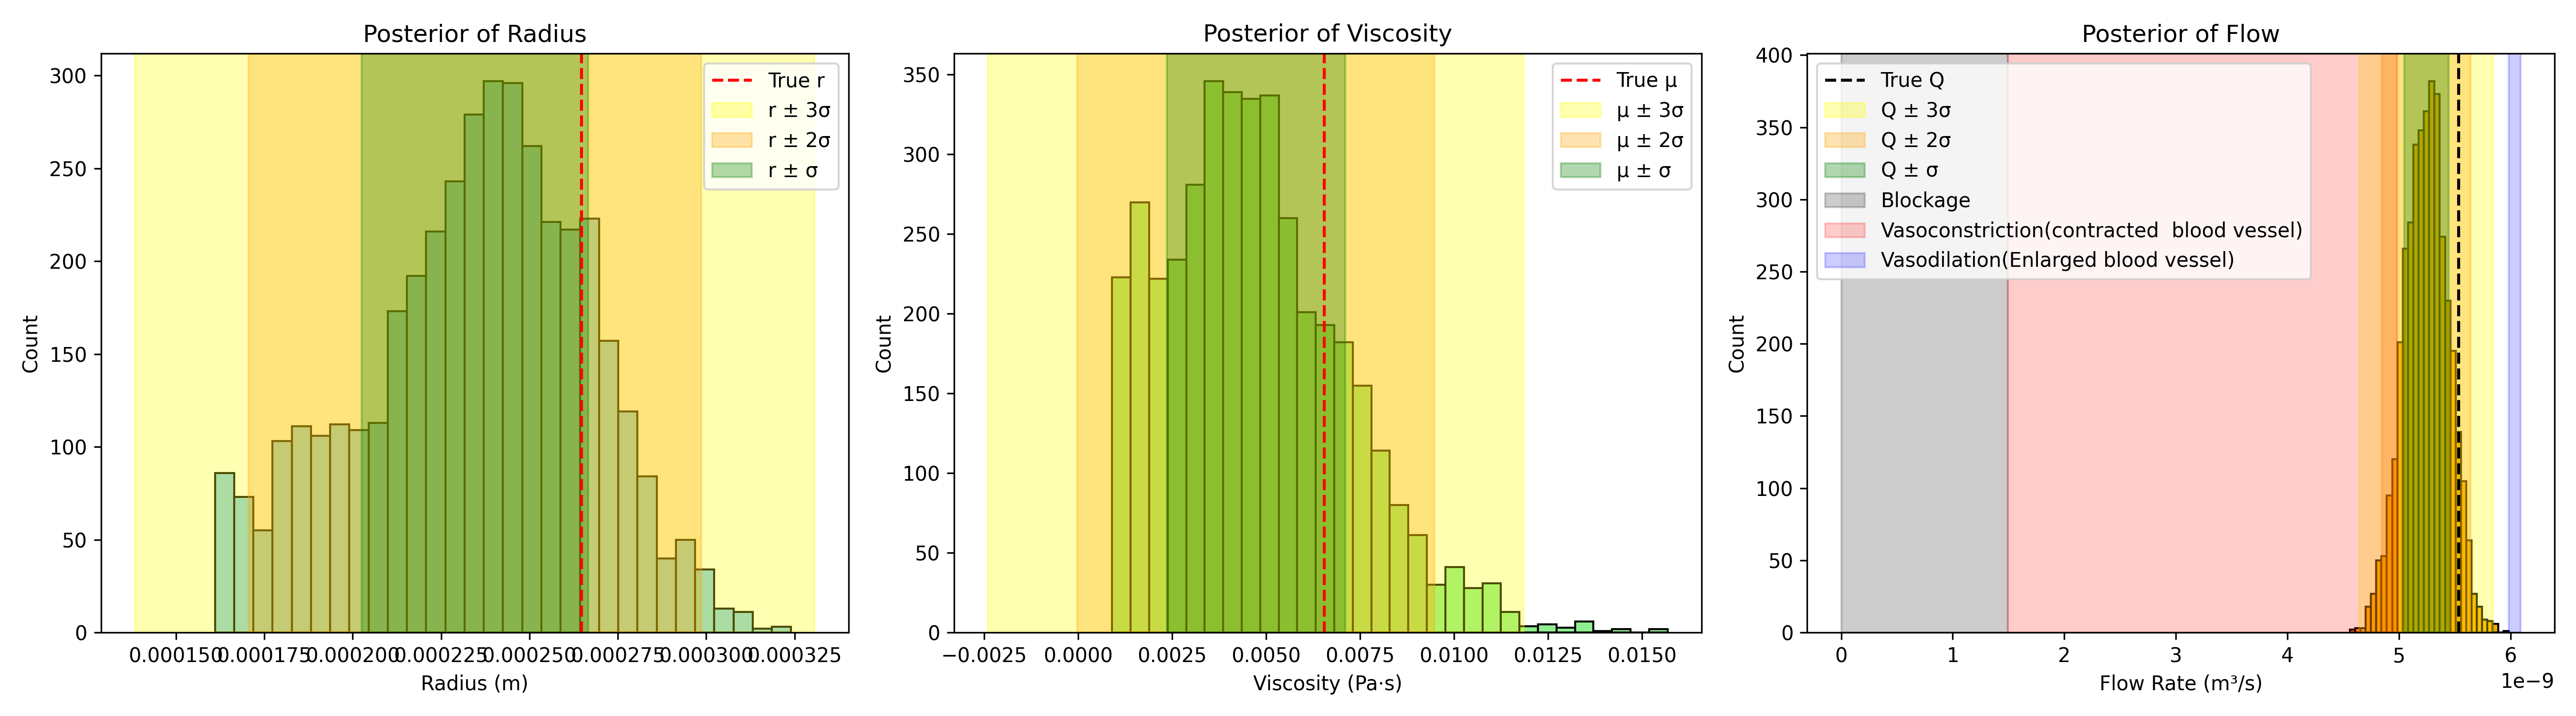 Posterior of Radius
300
250
200
150
100
50
0
Count
0.000150 0.000175 0.000200 0.000225 0.000250 0.000275 0.000300 0.000325
Radius (m)
True r
r ± 3σ
r ± 2σ
r ± σ
Posterior of Viscosity
350
300
250
200
150
100
50
0
Count
−0.0025 0.0000 0.0025 0.0050 0.0075 0.0100 0.0125 0.0150
Viscosity (Pa·s)
True μ
μ ± 3σ
μ ± 2σ
μ ± σ
Posterior of Flow
400
350
300
250
200
150
100
50
0
Count
0 1 2 3 4 5 6
1e−9
Flow Rate (m³/s)
True Q
Q ± 3σ
Q ± 2σ
Q ± σ
Blockage
Vasoconstriction(contracted  blood vessel)
Vasodilation(Enlarged blood vessel)